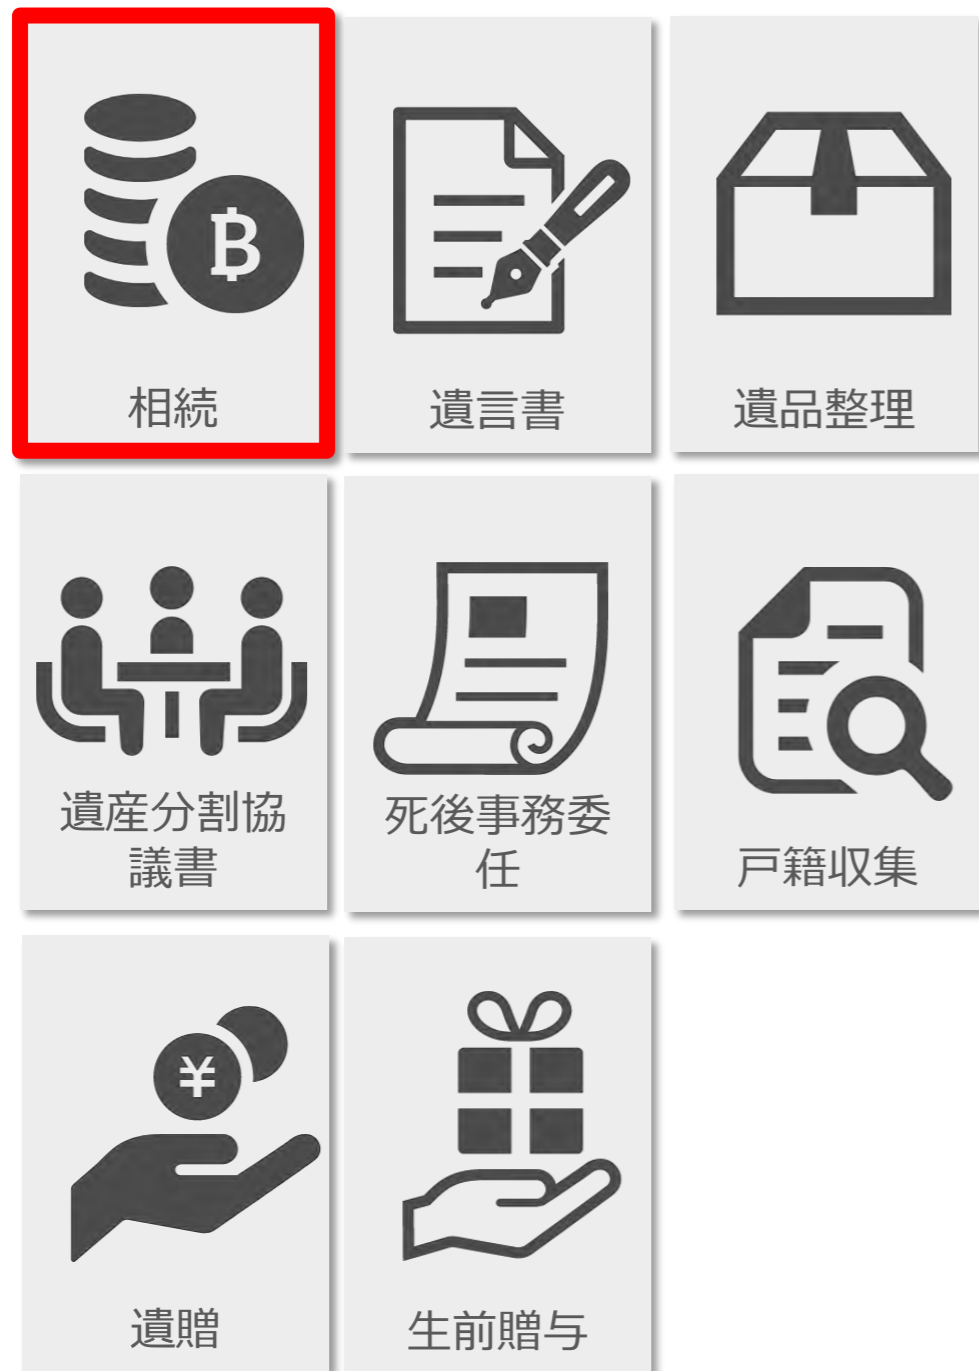 ₿
相続
遺言書
遺品整理
遺産分割協
議書
死後事務委
任
戸籍収集
¥
遺贈
生前贈与